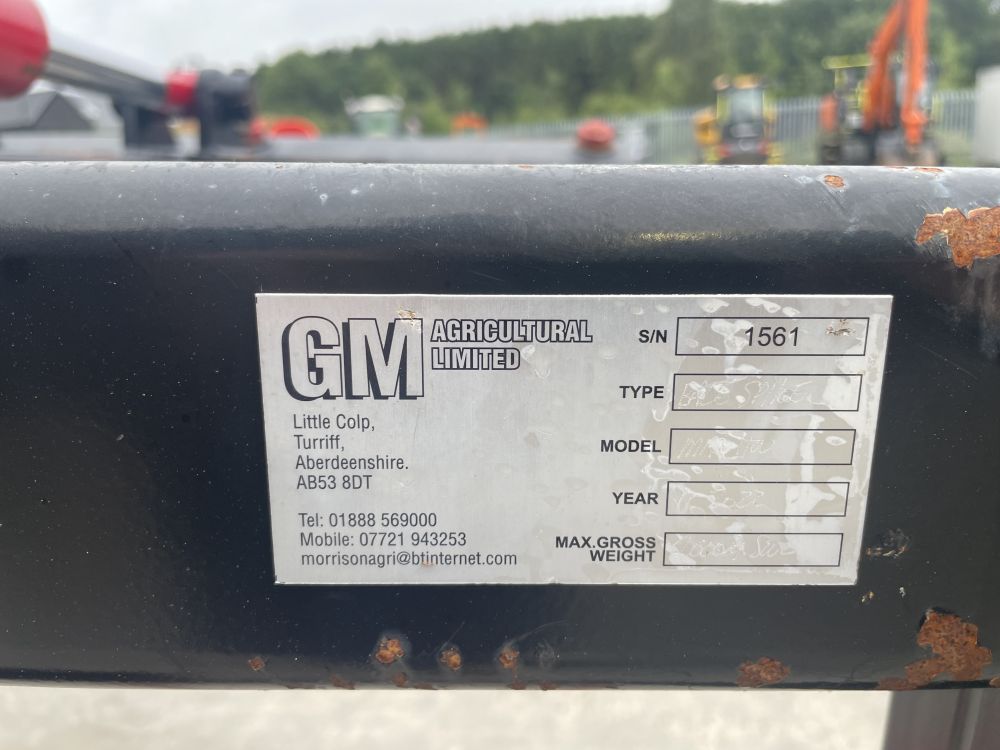 GM AGRICULTURAL
LIMITED
Little Colp,
Turriff,
Aberdeenshire.
AB53 8DT
Tel: 01888 569000
Mobile: 07721 943253
morrisonagri@btinternet.com
S/N 1561
TYPE
MODEL
YEAR
MAX.GROSS
WEIGHT